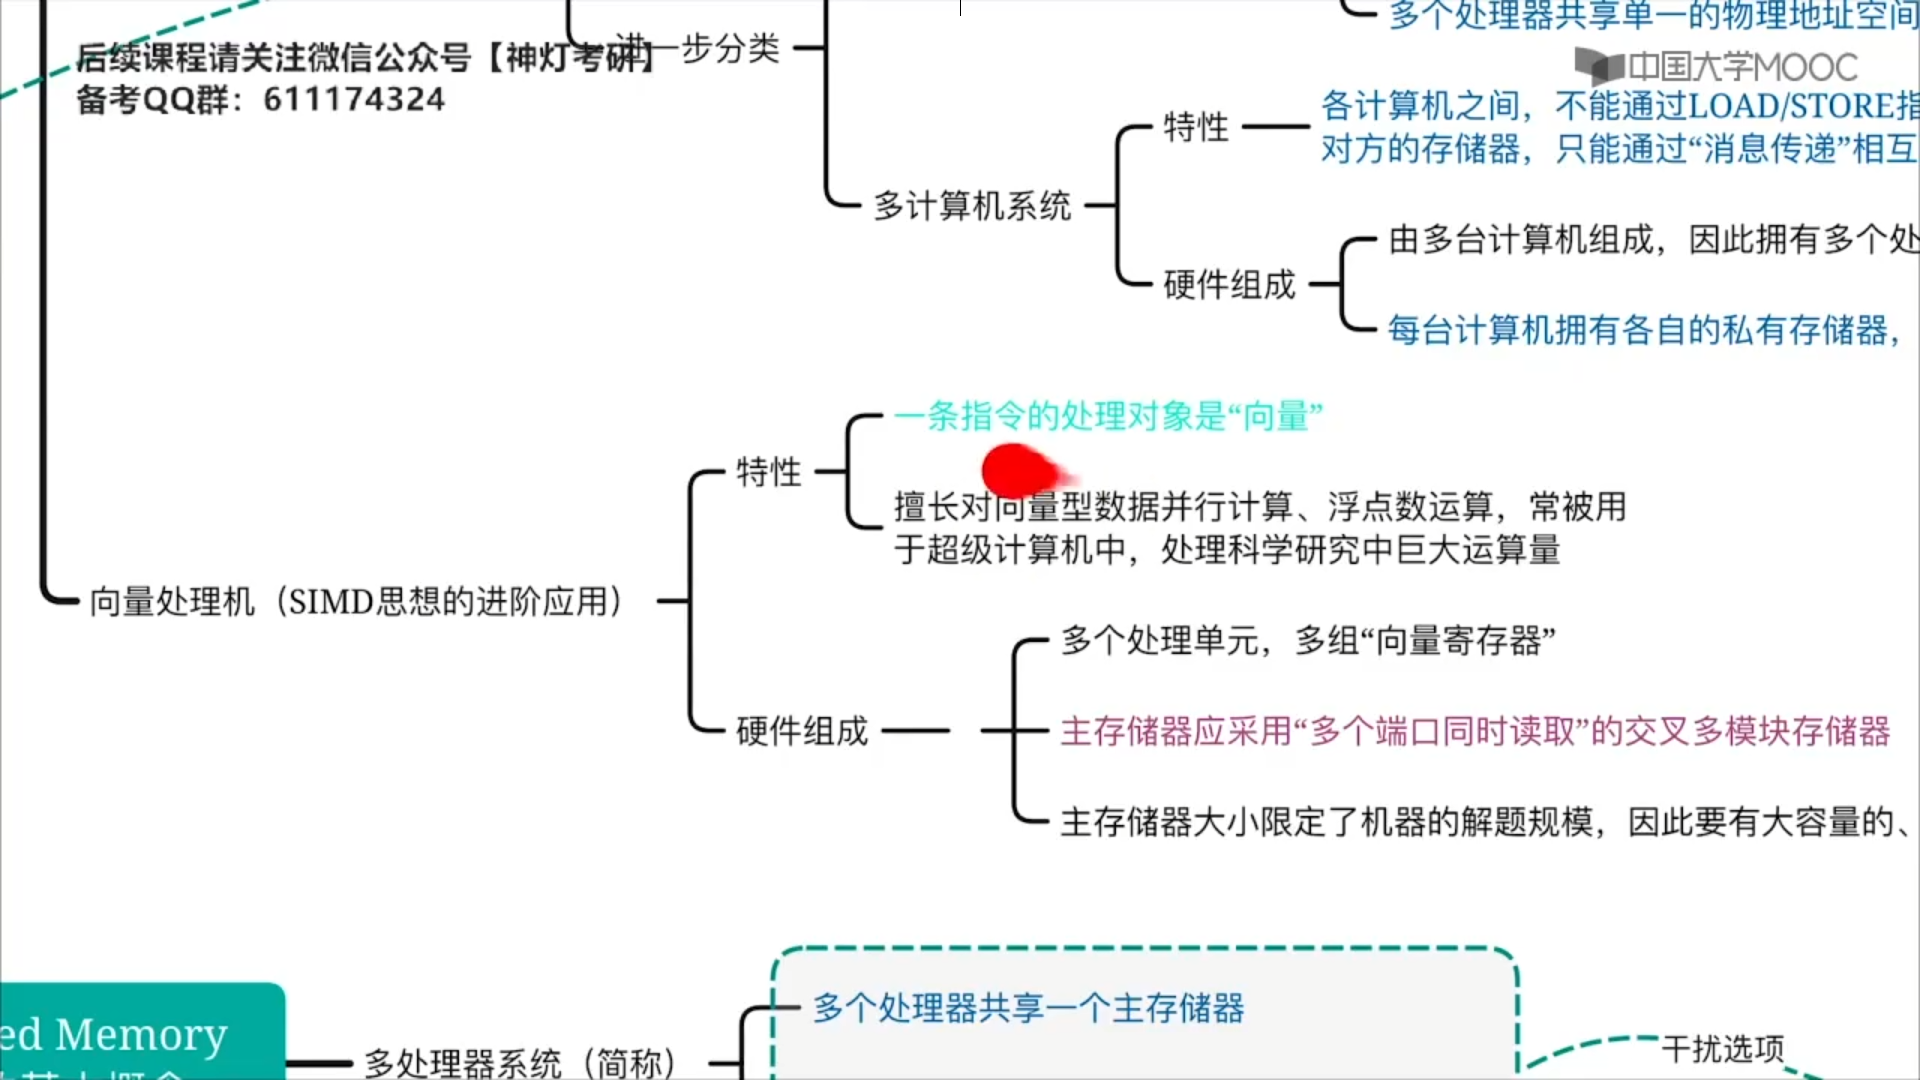 多个处理器共享单一的物理地址空间
后续课程请关注微信公众号【神灯考研】
进一步分类
中国大学MOOC
备考QQ群：611174324
各计算机之间，不能通过LOAD/STORE指
特性
对方的存储器，只能通过“消息传递”相互
多计算机系统
由多台计算机组成，因此拥有多个处
硬件组成
每台计算机拥有各自的私有存储器，
一条指令的处理对象是“向量”
特性
擅长对向量型数据并行计算、浮点数运算，常被用
于超级计算机中，处理科学研究中巨大运算量
向量处理机（SIMD思想的进阶应用）
多个处理单元，多组“向量寄存器”
硬件组成
主存储器应采用“多个端口同时读取”的交叉多模块存储器
主存储器大小限定了机器的解题规模，因此要有大容量的、
多个处理器共享一个主存储器
ed Memory
干扰选项
多处理器系统（简称）